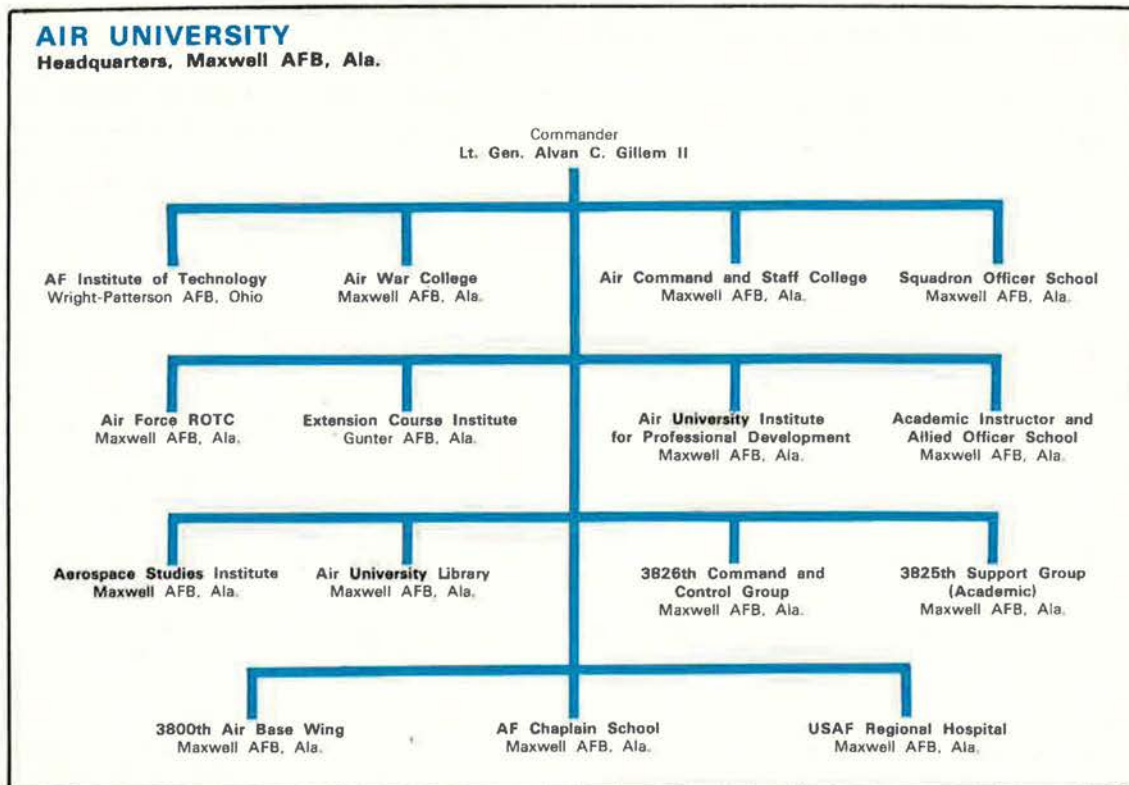 AIR UNIVERSITY
Headquarters, Maxwell AFB, Ala.
Commander
Lt. Gen. Alvan C. Gillem II
AF Institute of Technology
Wright-Patterson AFB, Ohio
Air War College
Maxwell AFB, Ala.
Air Command and Staff College
Maxwell AFB, Ala.
Squadron Officer School
Maxwell AFB, Ala.
Air Force ROTC
Maxwell AFB, Ala.
Extension Course Institute
Gunter AFB, Ala.
Air University Institute
for Professional Development
Maxwell AFB, Ala.
Academic Instructor and
Allied Officer School
Maxwell AFB, Ala.
Aerospace Studies Institute
Maxwell AFB, Ala.
Air University Library
Maxwell AFB, Ala.
3826th Command and
Control Group
Maxwell AFB, Ala.
3825th Support Group
(Academic)
Maxwell AFB, Ala.
3800th Air Base Wing
Maxwell AFB, Ala.
AF Chaplain School
Maxwell AFB, Ala.
USAF Regional Hospital
Maxwell AFB, Ala.